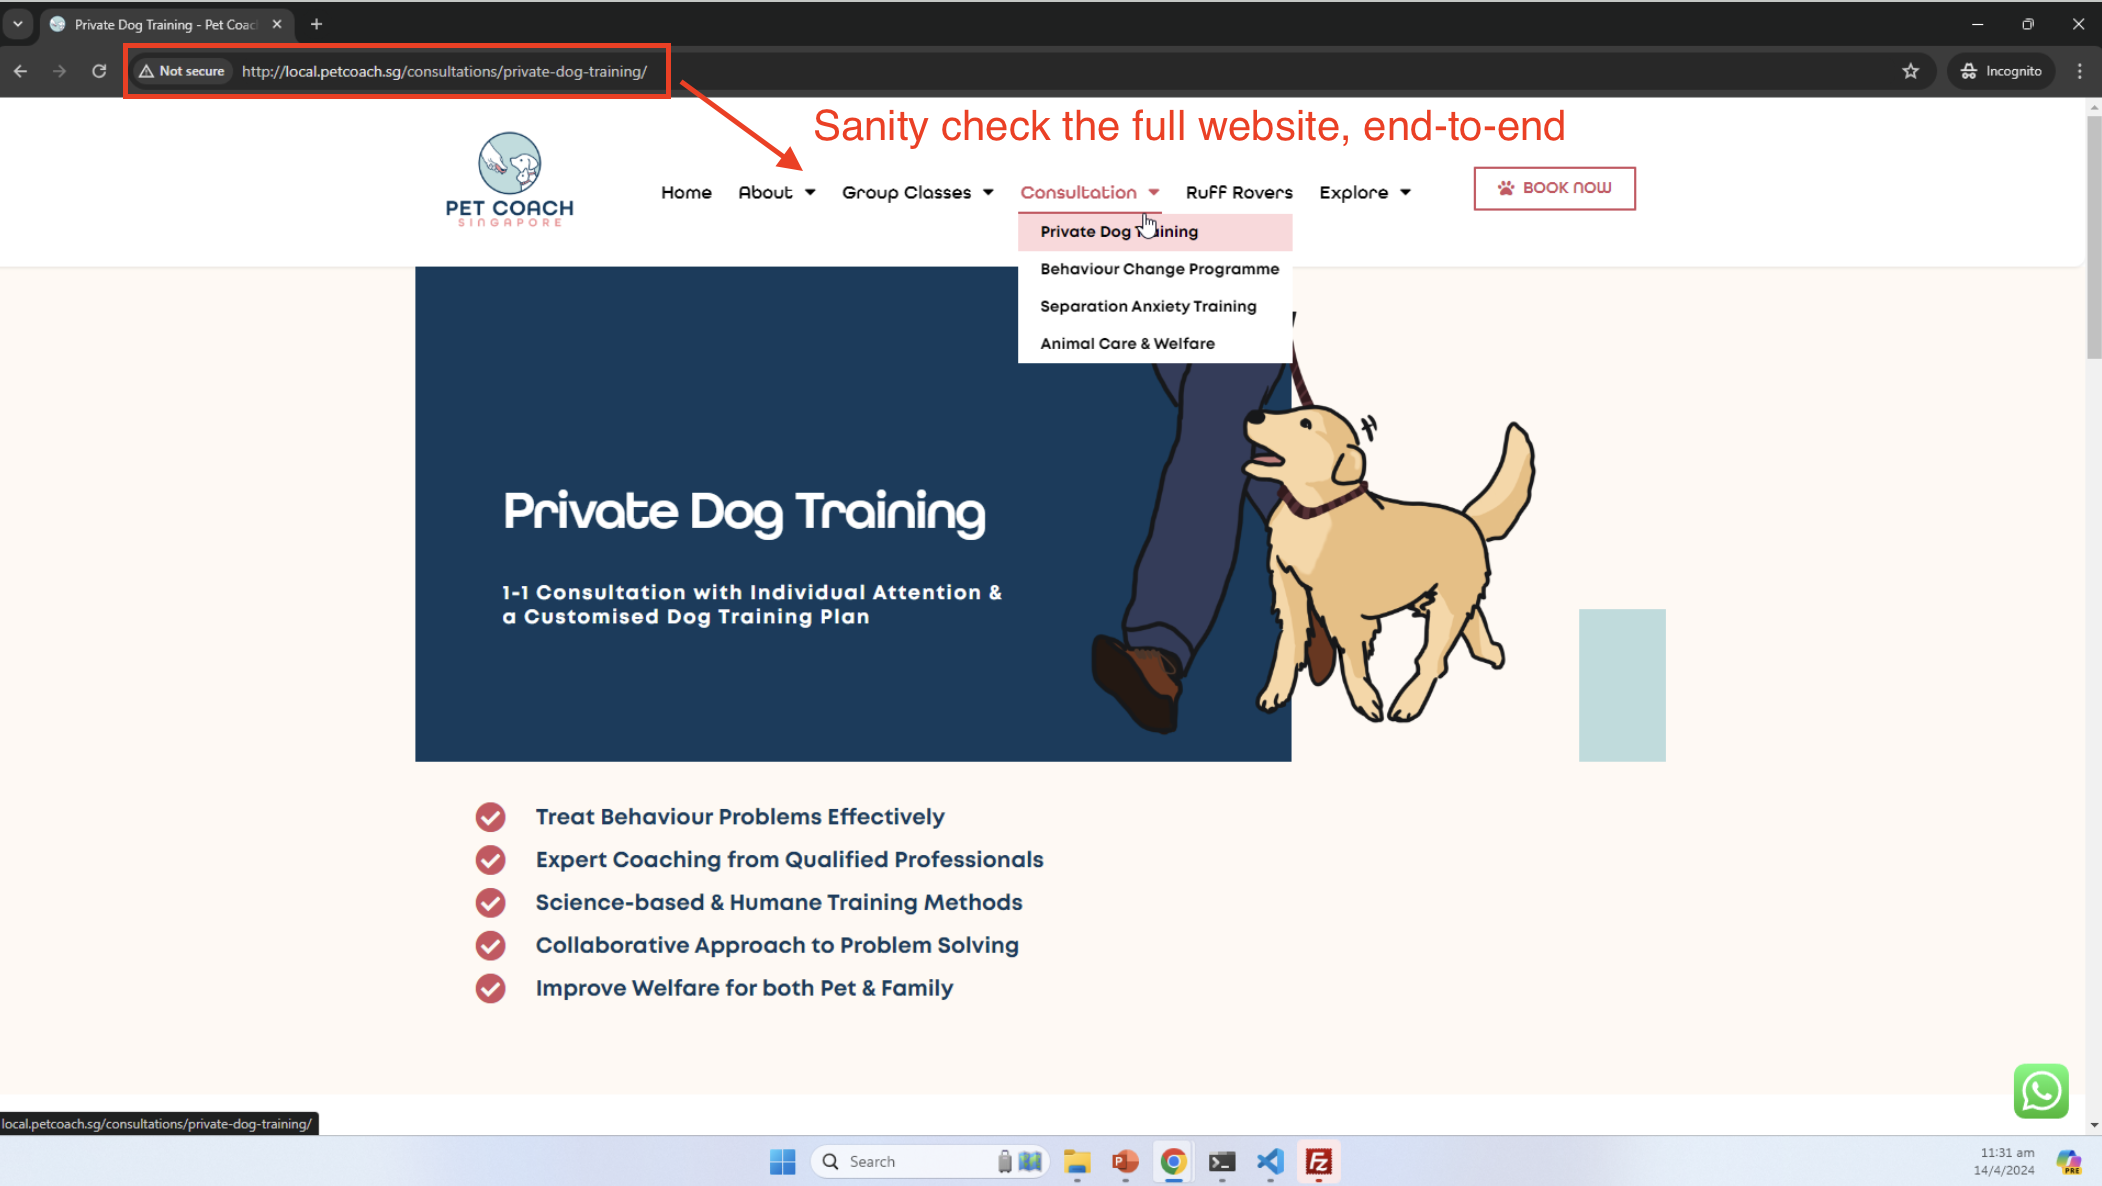 Private Dog Training - Pet Coac
Not secure
http://local.petcoach.sg/consultations/private-dog-training/
Incognito
Sanity check the full website, end-to-end
PET COACH
SINGAPORE
Home
About
Group Classes
Consultation
Ruff Rovers
Explore
BOOK NOW
Private Dog Training
Behaviour Change Programme
Separation Anxiety Training
Animal Care & Welfare
Private Dog Training
1-1 Consultation with Individual Attention &
a Customised Dog Training Plan
Treat Behaviour Problems Effectively
Expert Coaching from Qualified Professionals
Science-based & Humane Training Methods
Collaborative Approach to Problem Solving
Improve Welfare for both Pet & Family
local.petcoach.sg/consultations/private-dog-training/
Search
P
Fz
11:31 am
14/4/2024
PRE